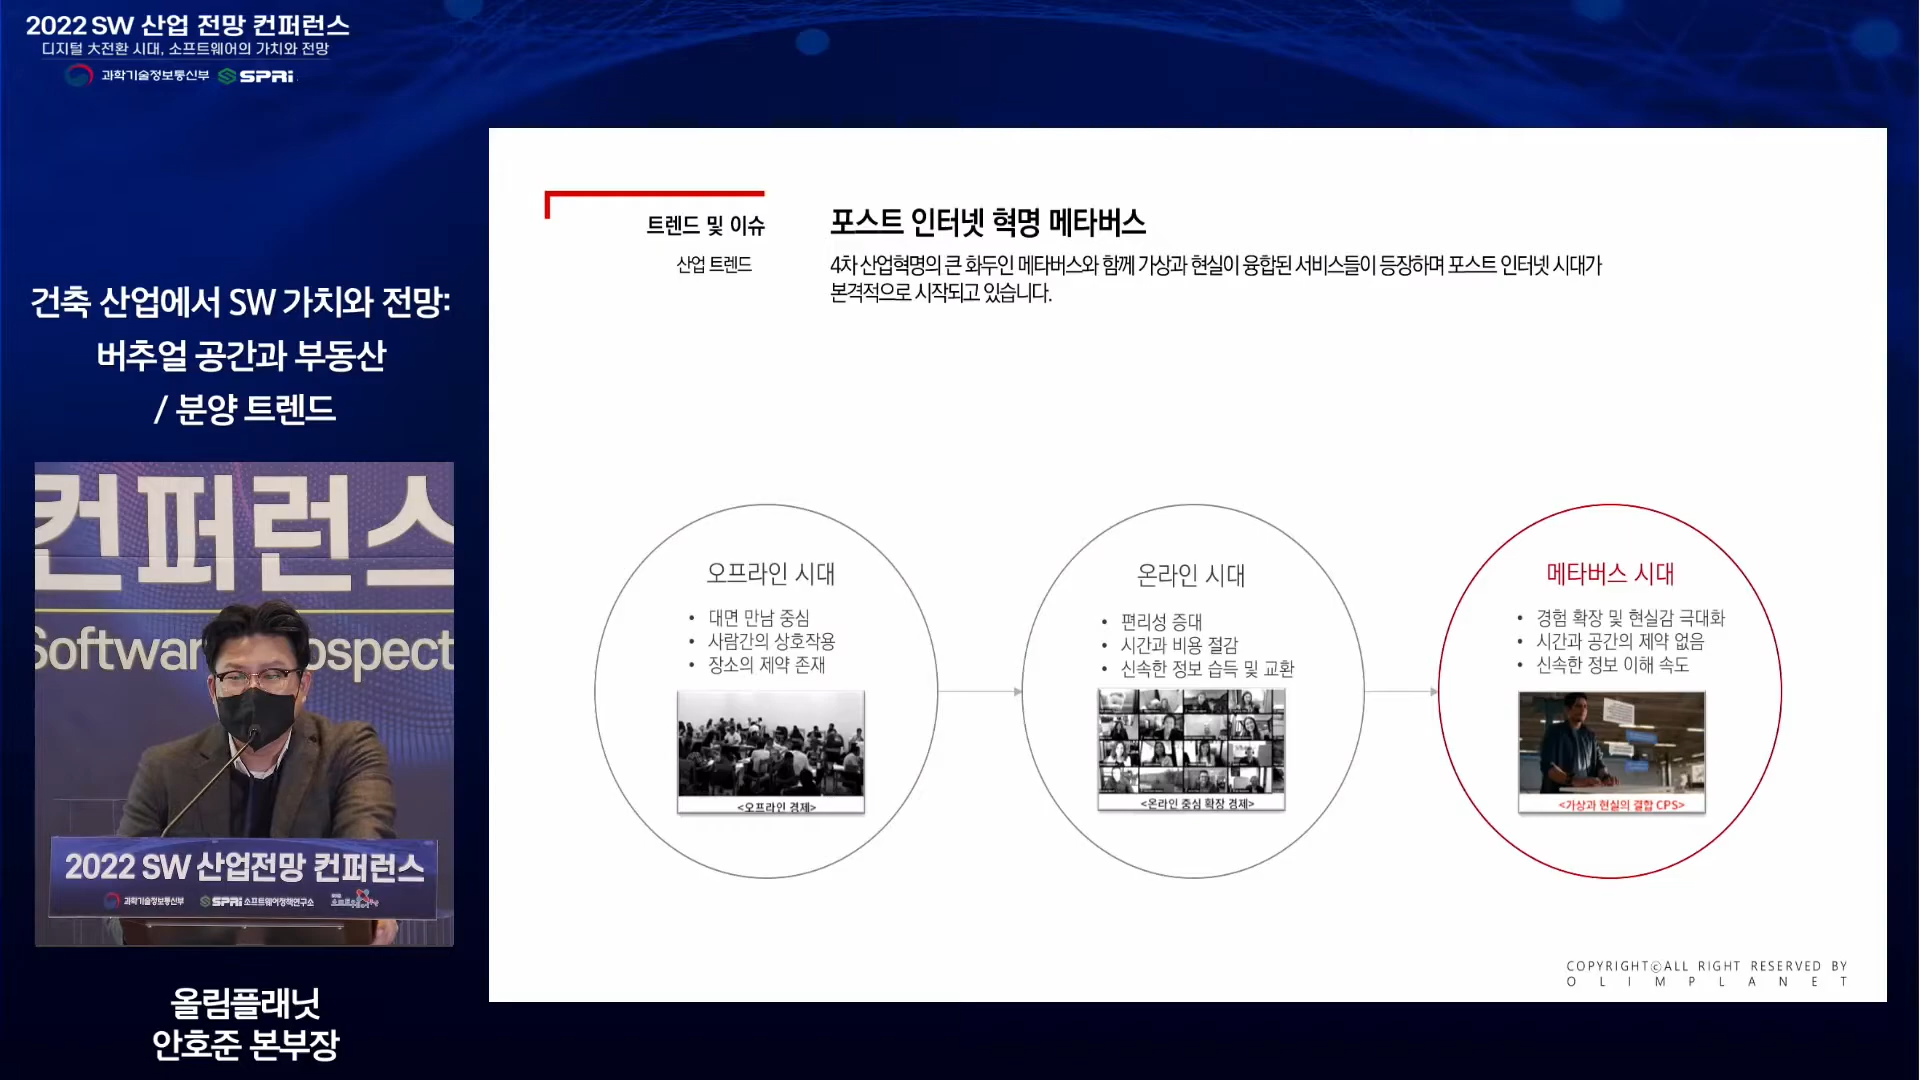 2022 SW 산업 전망 컨퍼런스
디지털 大전환 시대, 소프트웨어의 가치와 전망
과학기술정보통신부 SPRi
건축 산업에서 SW 가치와 전망:
버추얼 공간과 부동산
/ 분양 트렌드
컨퍼런스
Software ospect
2022 SW 산업전망 컨퍼런스
과학기술정보통신부 SPRi 소프트웨어정책연구소
올림플래닛
안호준 본부장
트렌드 및 이슈
산업 트렌드
포스트 인터넷 혁명 메타버스
4차 산업혁명의 큰 화두인 메타버스와 함께 가상과 현실이 융합된 서비스들이 등장하며 포스트 인터넷 시대가
본격적으로 시작되고 있습니다.
오프라인 시대
• 대면 만남 중심
• 사람간의 상호작용
• 장소의 제약 존재
<오프라인 경제>
온라인 시대
• 편리성 증대
• 시간과 비용 절감
• 신속한 정보 습득 및 교환
<온라인 중심 확장 경제>
메타버스 시대
• 경험 확장 및 현실감 극대화
• 시간과 공간의 제약 없음
• 신속한 정보 이해 속도
<가상과 현실의 결합 CPS>
COPYRIGHTⓒALL RIGHT RESERVED BY
OLIMPLANET